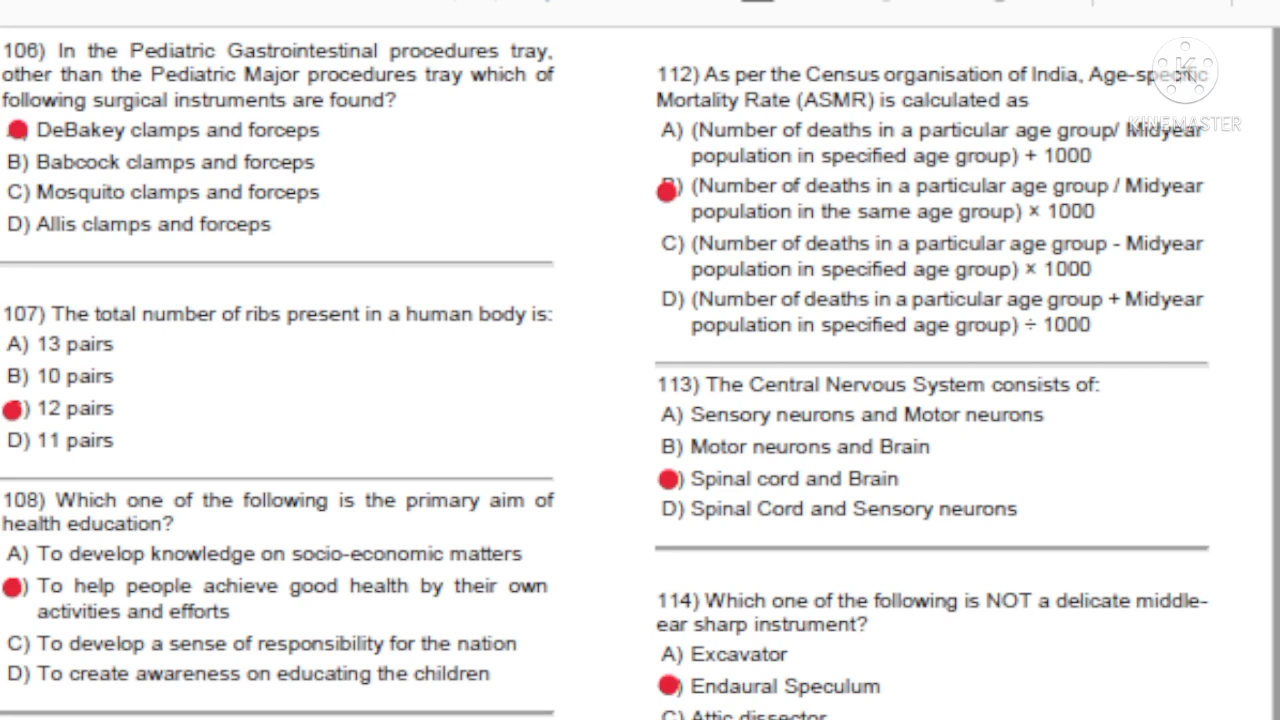 106) In the Pediatric Gastrointestinal procedures tray,
other than the Pediatric Major procedures tray which of
following surgical instruments are found?
DeBakey clamps and forceps
B) Babcock clamps and forceps
C) Mosquito clamps and forceps
D) Allis clamps and forceps
107) The total number of ribs present in a human body is:
A) 13 pairs
B) 10 pairs
) 12 pairs
D) 11 pairs
108) Which one of the following is the primary aim of
health education?
A) To develop knowledge on socio-economic matters
) To help people achieve good health by their own
activities and efforts
C) To develop a sense of responsibility for the nation
D) To create awareness on educating the children
112) As per the Census organisation of India, Age-specific
Mortality Rate (ASMR) is calculated as
A) (Number of deaths in a particular age group/ Midyear
population in specified age group) + 1000
B) (Number of deaths in a particular age group / Midyear
population in the same age group) × 1000
C) (Number of deaths in a particular age group - Midyear
population in specified age group) × 1000
D) (Number of deaths in a particular age group + Midyear
population in specified age group) ÷ 1000
113) The Central Nervous System consists of:
A) Sensory neurons and Motor neurons
B) Motor neurons and Brain
) Spinal cord and Brain
D) Spinal Cord and Sensory neurons
114) Which one of the following is NOT a delicate middle-
ear sharp instrument?
A) Excavator
) Endaural Speculum
C) Attic dissector
KINEMASTER